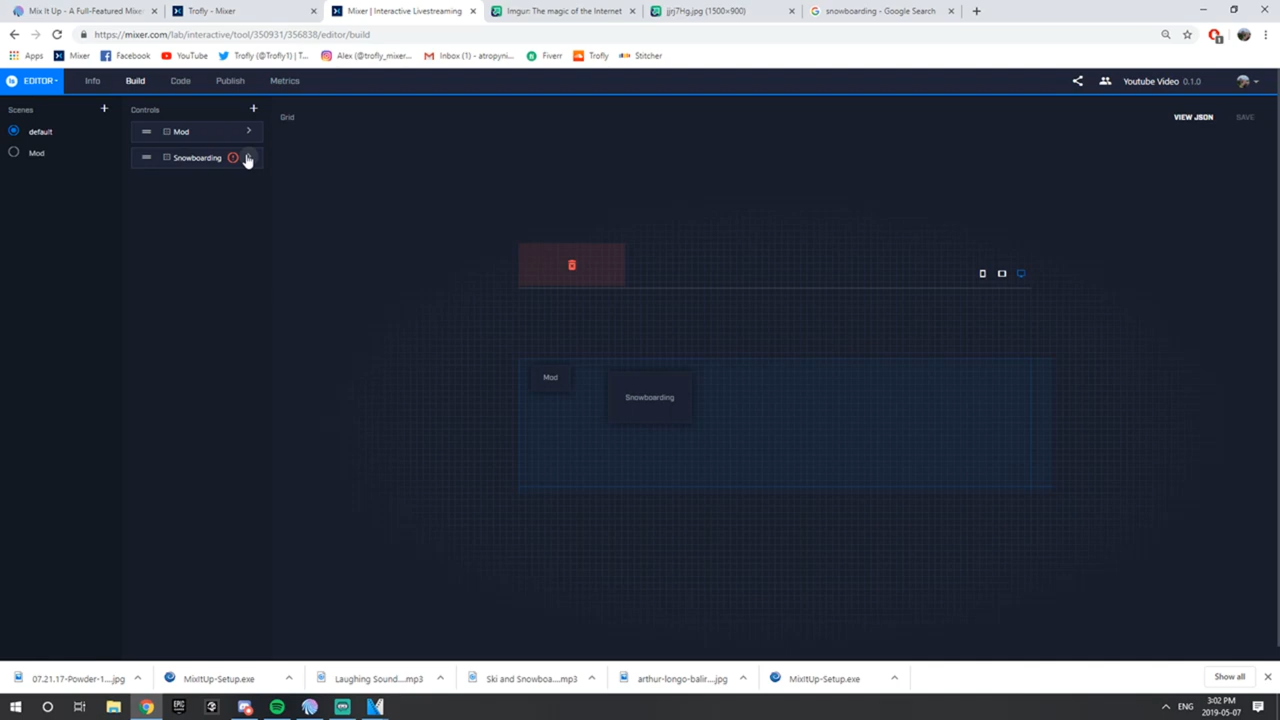 Mix It Up - A Full-Featured Mixe
Trofly - Mixer
Mixer | Interactive Livestreaming
Imgur: The magic of the Internet
jjrj7Hg.jpg (1500×900)
snowboarding - Google Search
https://mixer.com/lab/interactive/tool/350931/356838/editor/build
Apps
Mixer
Facebook
YouTube
Twitter
Trofly (@Trofly1) | T...
Alex (@trofly_mixer...
Inbox (1) - atropyni...
Fiverr
Trofly
Stitcher
EDITOR
Info
Build
Code
Publish
Metrics
Youtube Video 0.1.0
Scenes
Controls
Grid
VIEW JSON
SAVE
default
Mod
Mod
Snowboarding
Mod
Snowboarding
07.21.17-Powder-1....jpg
MixItUp-Setup.exe
Laughing Sound....mp3
Ski and Snowboa....mp3
arthur-longo-balir....jpg
MixItUp-Setup.exe
Show all
EPIC
ENG
3:02 PM
2019-05-07